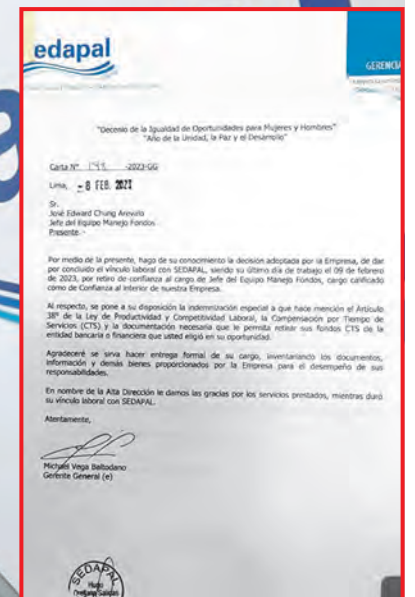 edapal
GERENCIA
"Decenio de la Igualdad de Oportunidades para Mujeres y Hombres"
"Año de la Unidad, la Paz y el Desarrollo"
Carta N° -2023-GG
Lima, - 8 FEB. 2023
Sr.
José Edward Chung Arevalo
Jefe del Equipo Manejo Fondos
Presente.-
Por medio de la presente, hago de su conocimiento la decisión adoptada por la Empresa, de dar
por concluido el vínculo laboral con SEDAPAL, siendo su último día de trabajo el 09 de febrero
de 2023, por retiro de confianza al cargo de Jefe del Equipo Manejo Fondos, cargo calificado
como de Confianza al interior de nuestra Empresa.
Al respecto, se pone a su disposición la indemnización especial a que hace mención el Artículo
38° de la Ley de Productividad y Competitividad Laboral, la Compensación por Tiempo de
Servicios (CTS) y la documentación necesaria que le permita retirar sus fondos CTS de la
entidad bancaria o financiera que usted eligió en su oportunidad.
Agradeceré se sirva hacer entrega formal de su cargo, inventariando los documentos,
información y demás bienes proporcionados por la Empresa para el desempeño de sus
responsabilidades.
En nombre de la Alta Dirección le damos las gracias por los servicios prestados, mientras duró
su vínculo laboral con SEDAPAL.
Atentamente,
Michael Vega Baltodano
Gerente General (e)
SEDAPAL
Hugo